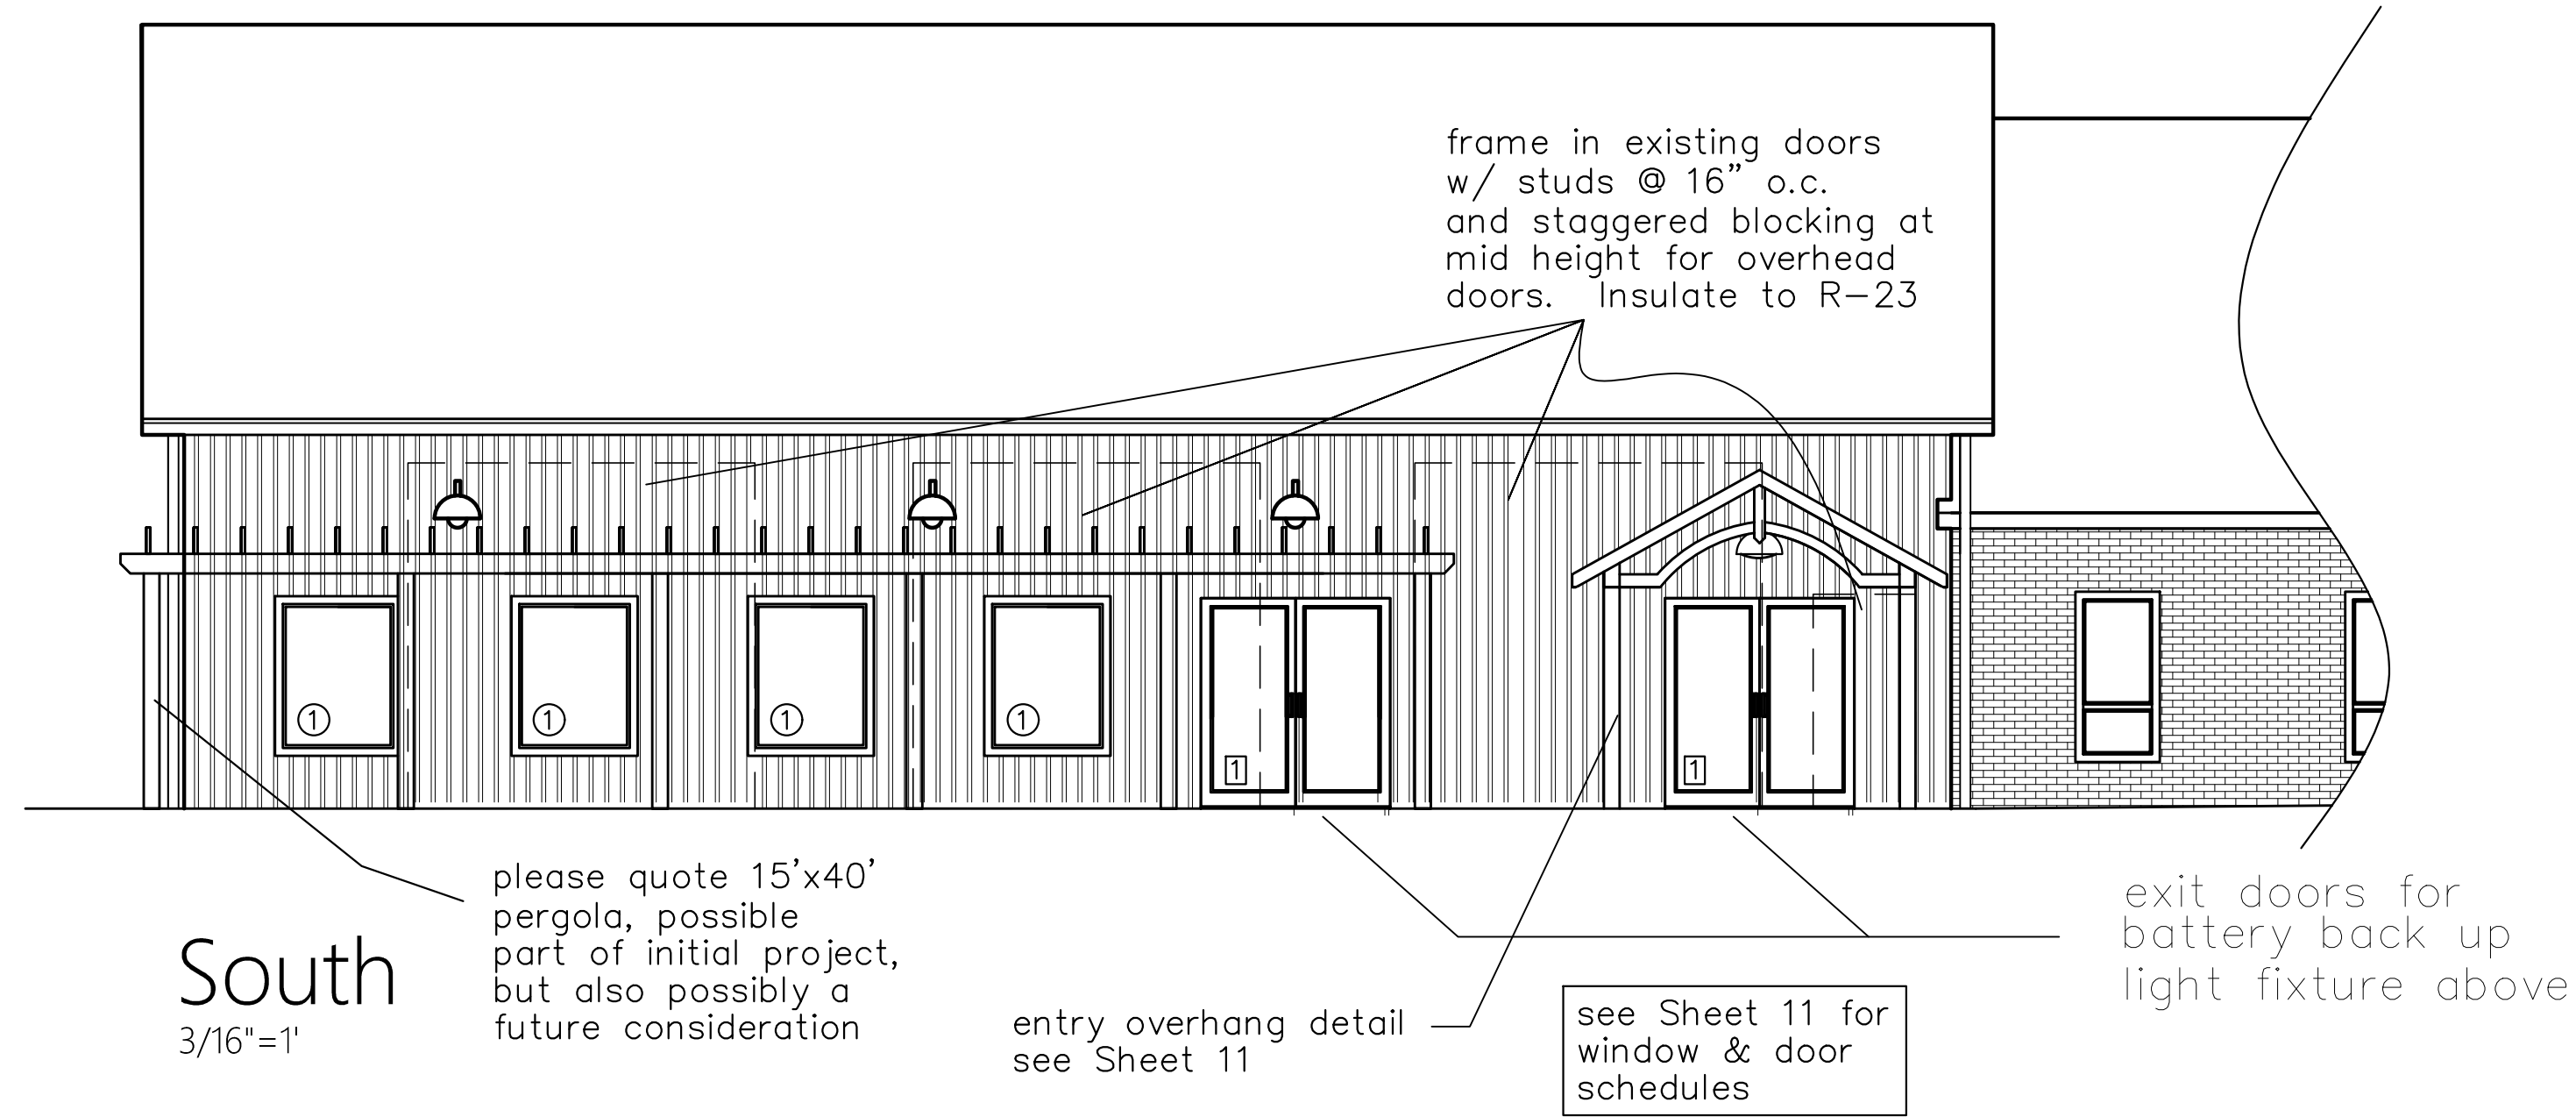 frame in existing doors
w/ studs @ 16” o.c.
and staggered blocking at
mid height for overhead
doors.  Insulate to R–23
1
1
1
1
1
1
please quote 15’x40’
pergola, possible
part of initial project,
but also possibly a
future consideration
South
3/16"=1'
entry overhang detail
see Sheet 11
see Sheet 11 for
window & door
schedules
exit doors for
battery back up
light fixture above